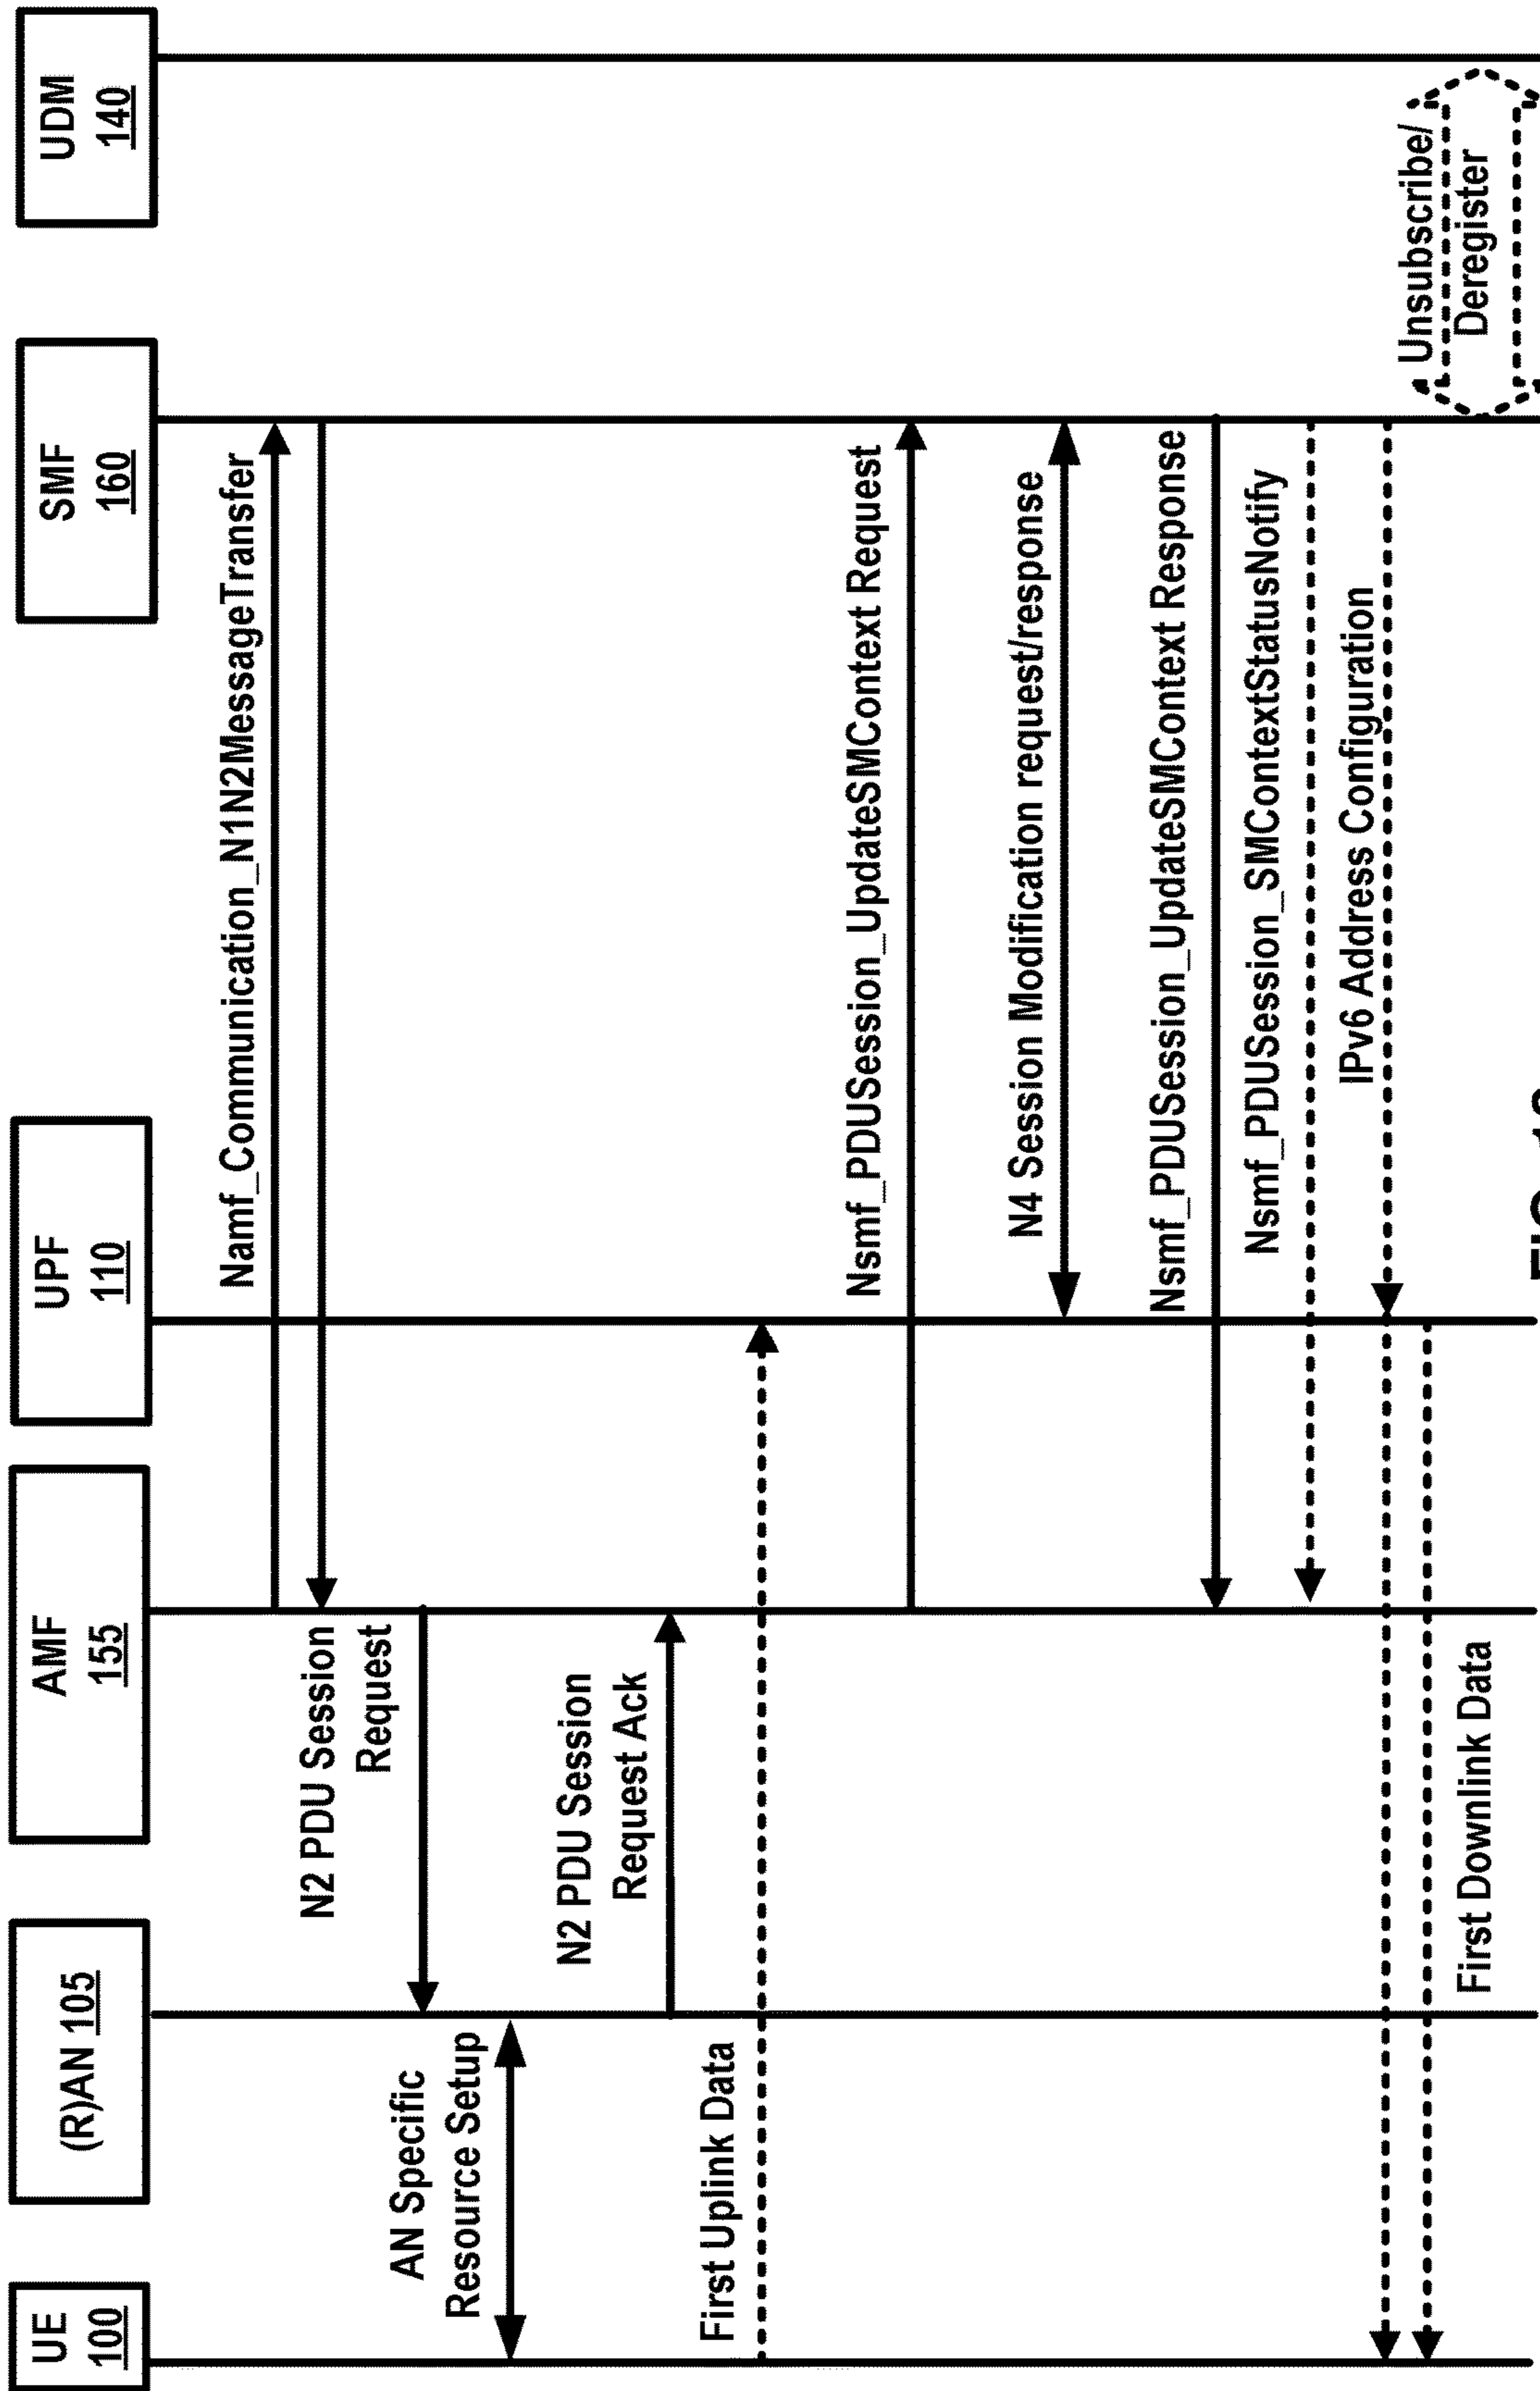 UE
100
(R)AN 105
AMF
155
UPF
110
SMF
160
UDM
140
Namf_Communication_N1N2MessageTransfer
N2 PDU Session
Request
AN Specific
Resource Setup
N2 PDU Session
Request Ack
First Uplink Data
Nsmf_PDUSession_UpdateSMContext Request
N4 Session Modification request/response
Nsmf_PDUSession_UpdateSMContext Response
Nsmf_PDUSession_SMContextStatusNotify
IPv6 Address Configuration
First Downlink Data
Unsubscribe/
Deregister